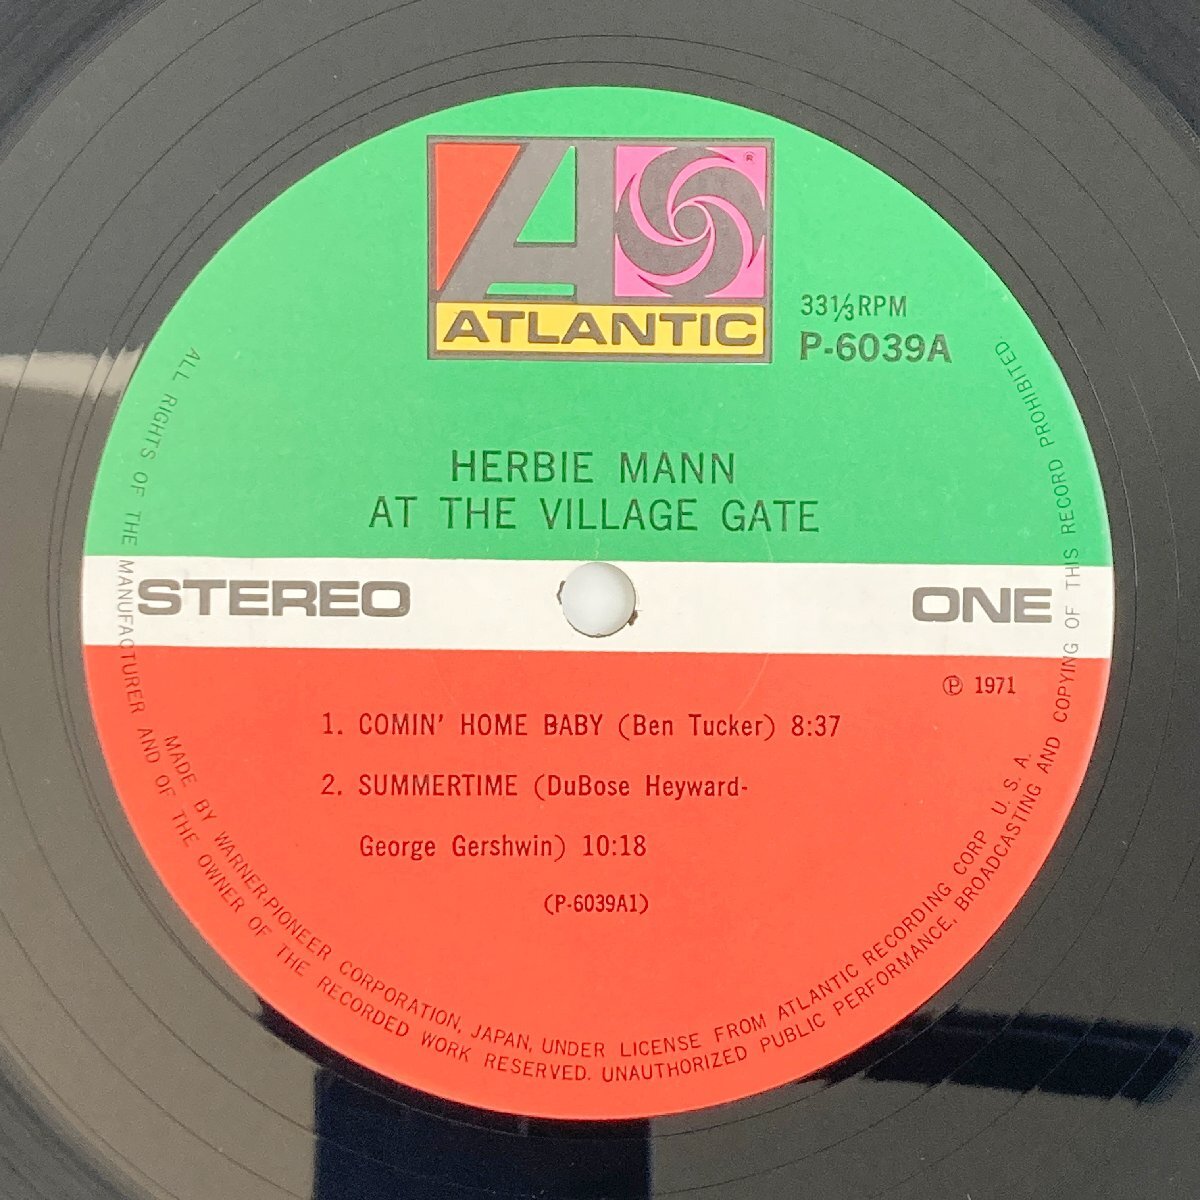 ®
ATLANTIC
33⅓RPM
P-6039A
HERBIE MANN
AT THE VILLAGE GATE
STEREO
ONE
℗ 1971
1. COMIN' HOME BABY (Ben Tucker) 8:37
2. SUMMERTIME (DuBose Heyward-
George Gershwin) 10:18
(P-6039A1)
MADE BY WARNER-PIONEER CORPORATION, JAPAN, UNDER LICENSE FROM ATLANTIC RECORDING CORP U. S. A.
ALL RIGHTS OF THE MANUFACTURER AND OF THE OWNER OF THE RECORDED WORK RESERVED. UNAUTHORIZED PUBLIC PERFORMANCE, BROADCASTING AND COPYING OF THIS RECORD PROHIBITED.